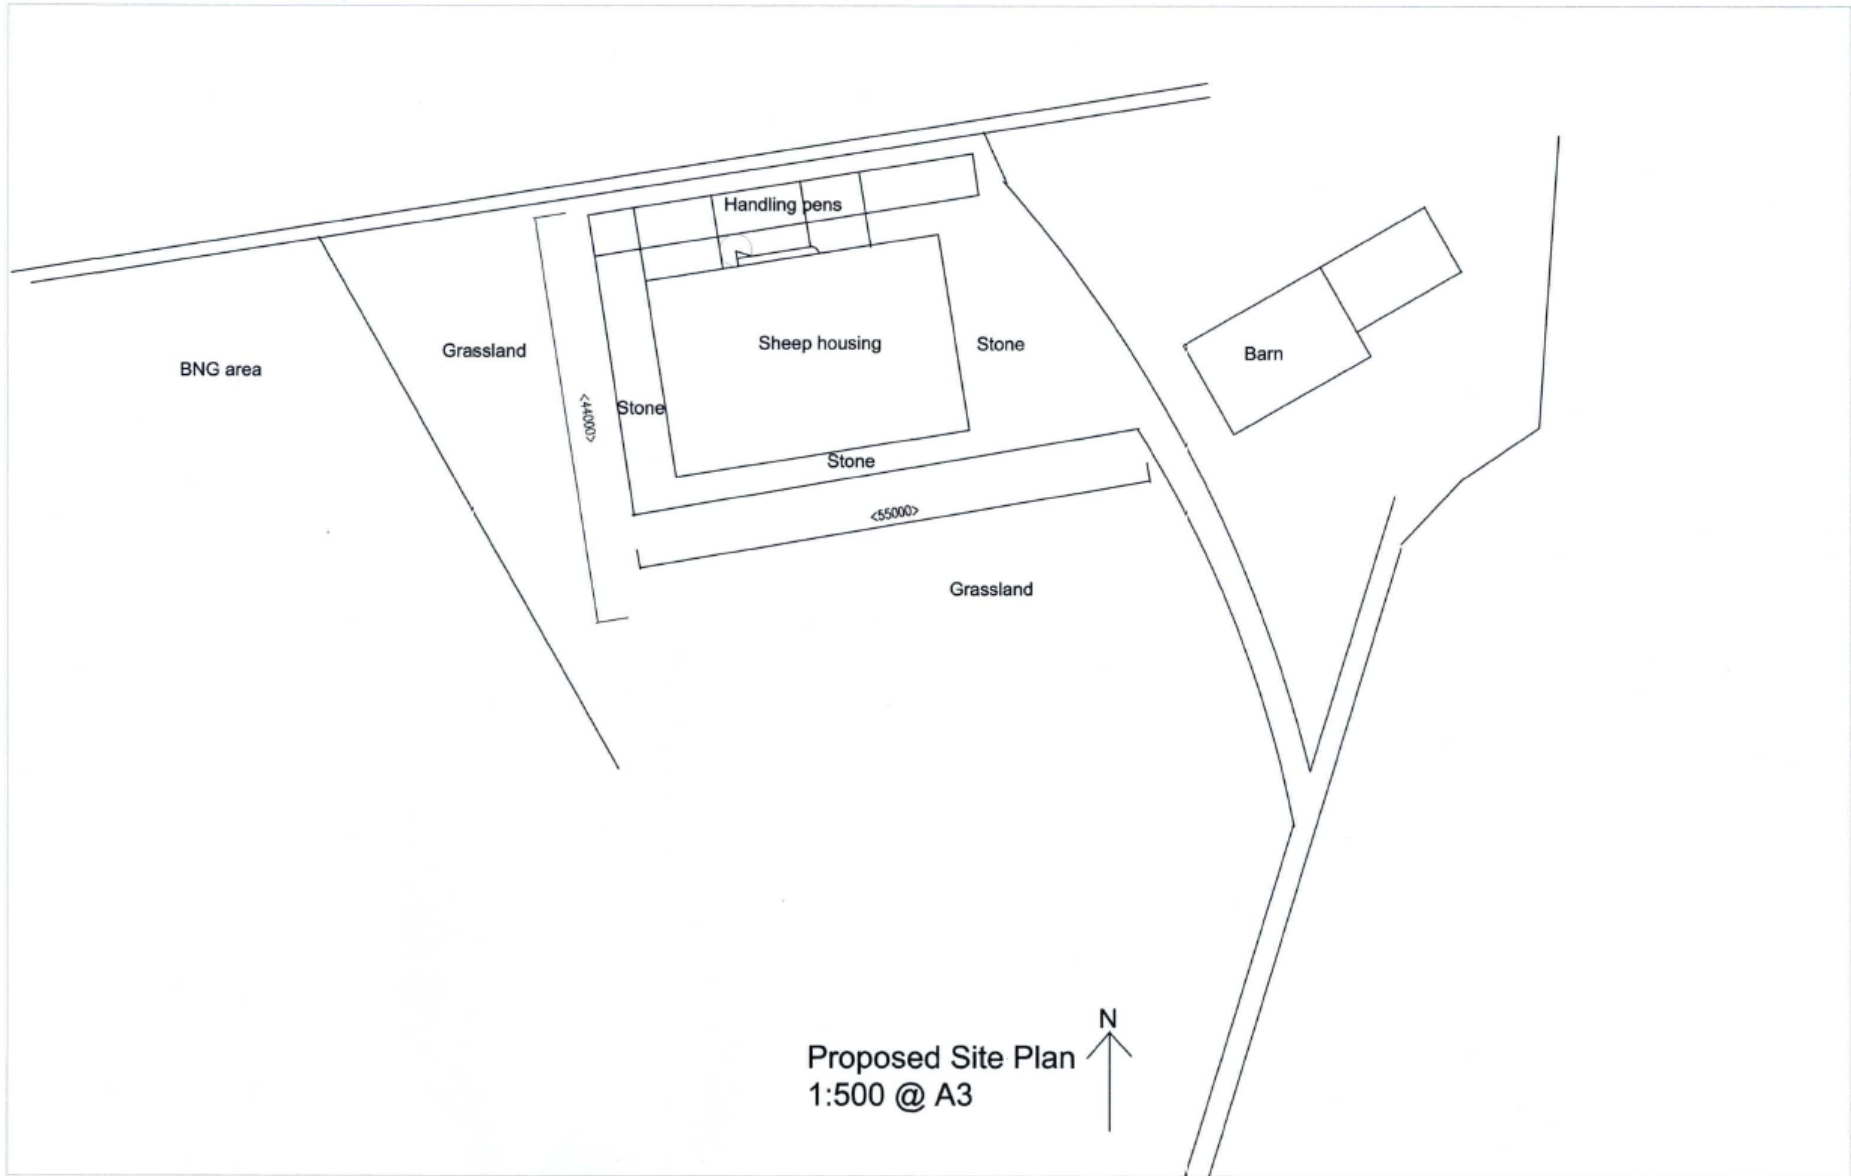 Handling pens
Grassland
Sheep housing
Stone
Barn
BNG area
Stone
<44000>
Stone
<55000>
Grassland
N
Proposed Site Plan
1:500 @ A3